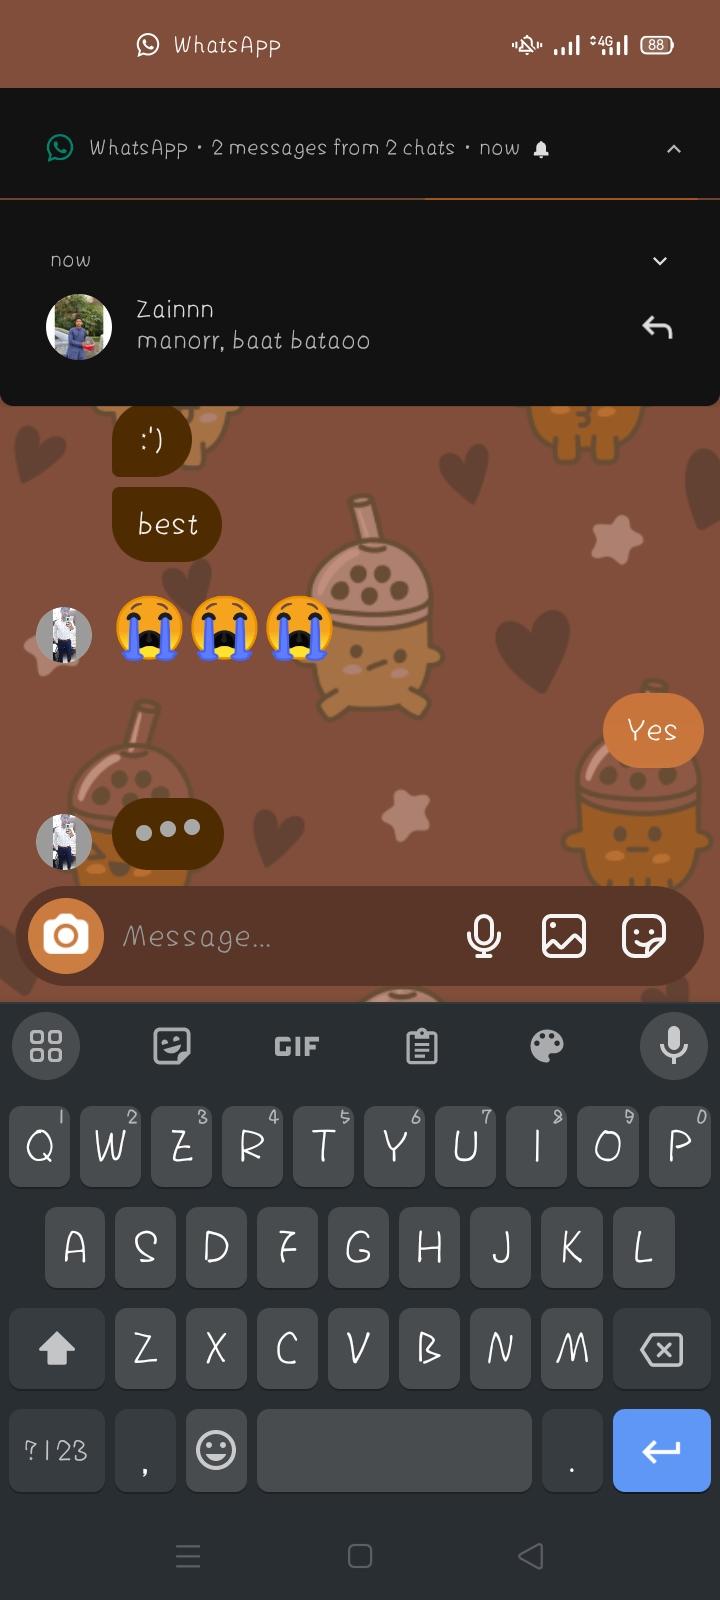 WhatsApp
4G
88
WhatsApp • 2 messages from 2 chats • now
now
Zainnn
manorr, baat bataoo
:')
best
😭😭😭
Yes
Message...
GIF
1 2 3 4 5 6 7 8 9 0
Q W E R T Y U I O P
A S D F G H J K L
Z X C V B N M
?123 , .